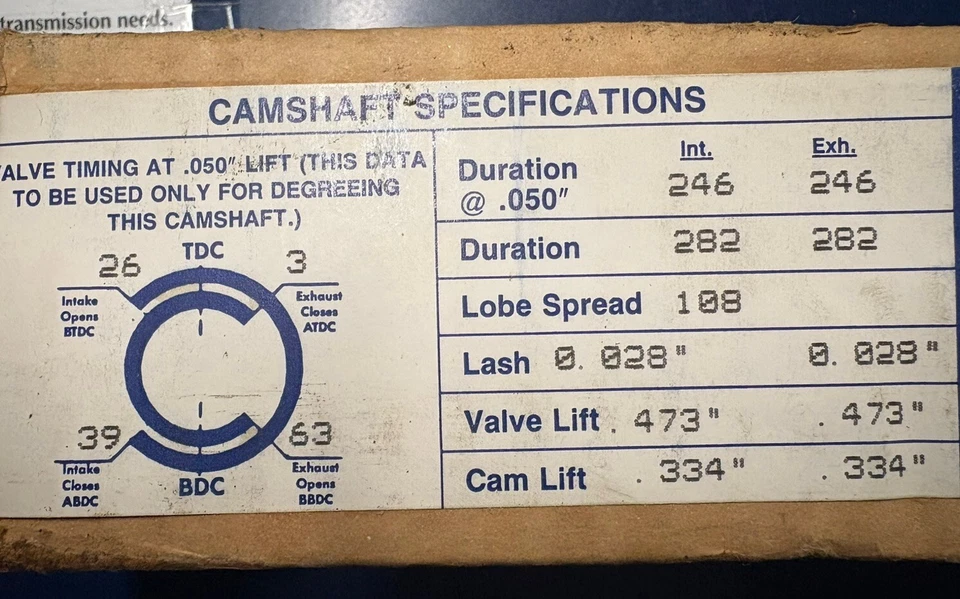 transmission needs.
CAMSHAFT SPECIFICATIONS
VALVE TIMING AT .050" LIFT (THIS DATA
TO BE USED ONLY FOR DEGREEING
THIS CAMSHAFT.)
TDC
26
3
Intake
Opens
BTDC
Exhaust
Closes
ATDC
39
63
Intake
Closes
ABDC
BDC
Exhaust
Opens
BBDC
Int. Exh.
Duration
@ .050" 246 246
Duration 282 282
Lobe Spread 108
Lash 0.028" 0.028"
Valve Lift .473" .473"
Cam Lift .334" .334"